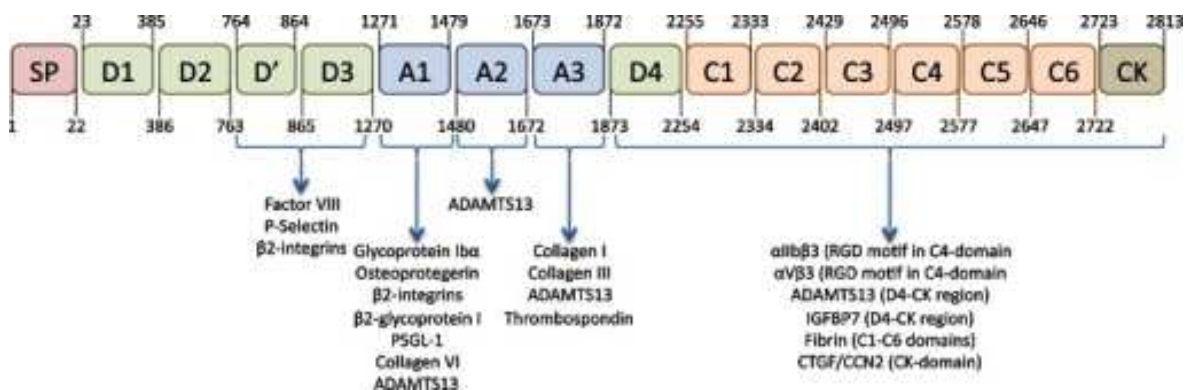 23 385 764 864 1271 1479 1673 1872 2255 2333 2429 2496 2578 2646 2723 2813
SP D1 D2 D′ D3 A1 A2 A3 D4 C1 C2 C3 C4 C5 C6 CK
1 22 386 763 865 1270 1480 1672 1873 2254 2334 2402 2497 2577 2647 2722
Factor VIII
P-Selectin
β2-integrins
Glycoprotein Ibα
Osteoprotegerin
β2-integrins
β2-glycoprotein I
PSGL-1
Collagen VI
ADAMTS13
ADAMTS13
Collagen I
Collagen III
ADAMTS13
Thrombospondin
αIIbβ3 (RGD motif in C4-domain
αVβ3 (RGD motif in C4-domain
ADAMTS13 (D4-CK region)
IGFBP7 (D4-CK region)
Fibrin (C1-C6 domains)
CTGF/CCN2 (CK-domain)